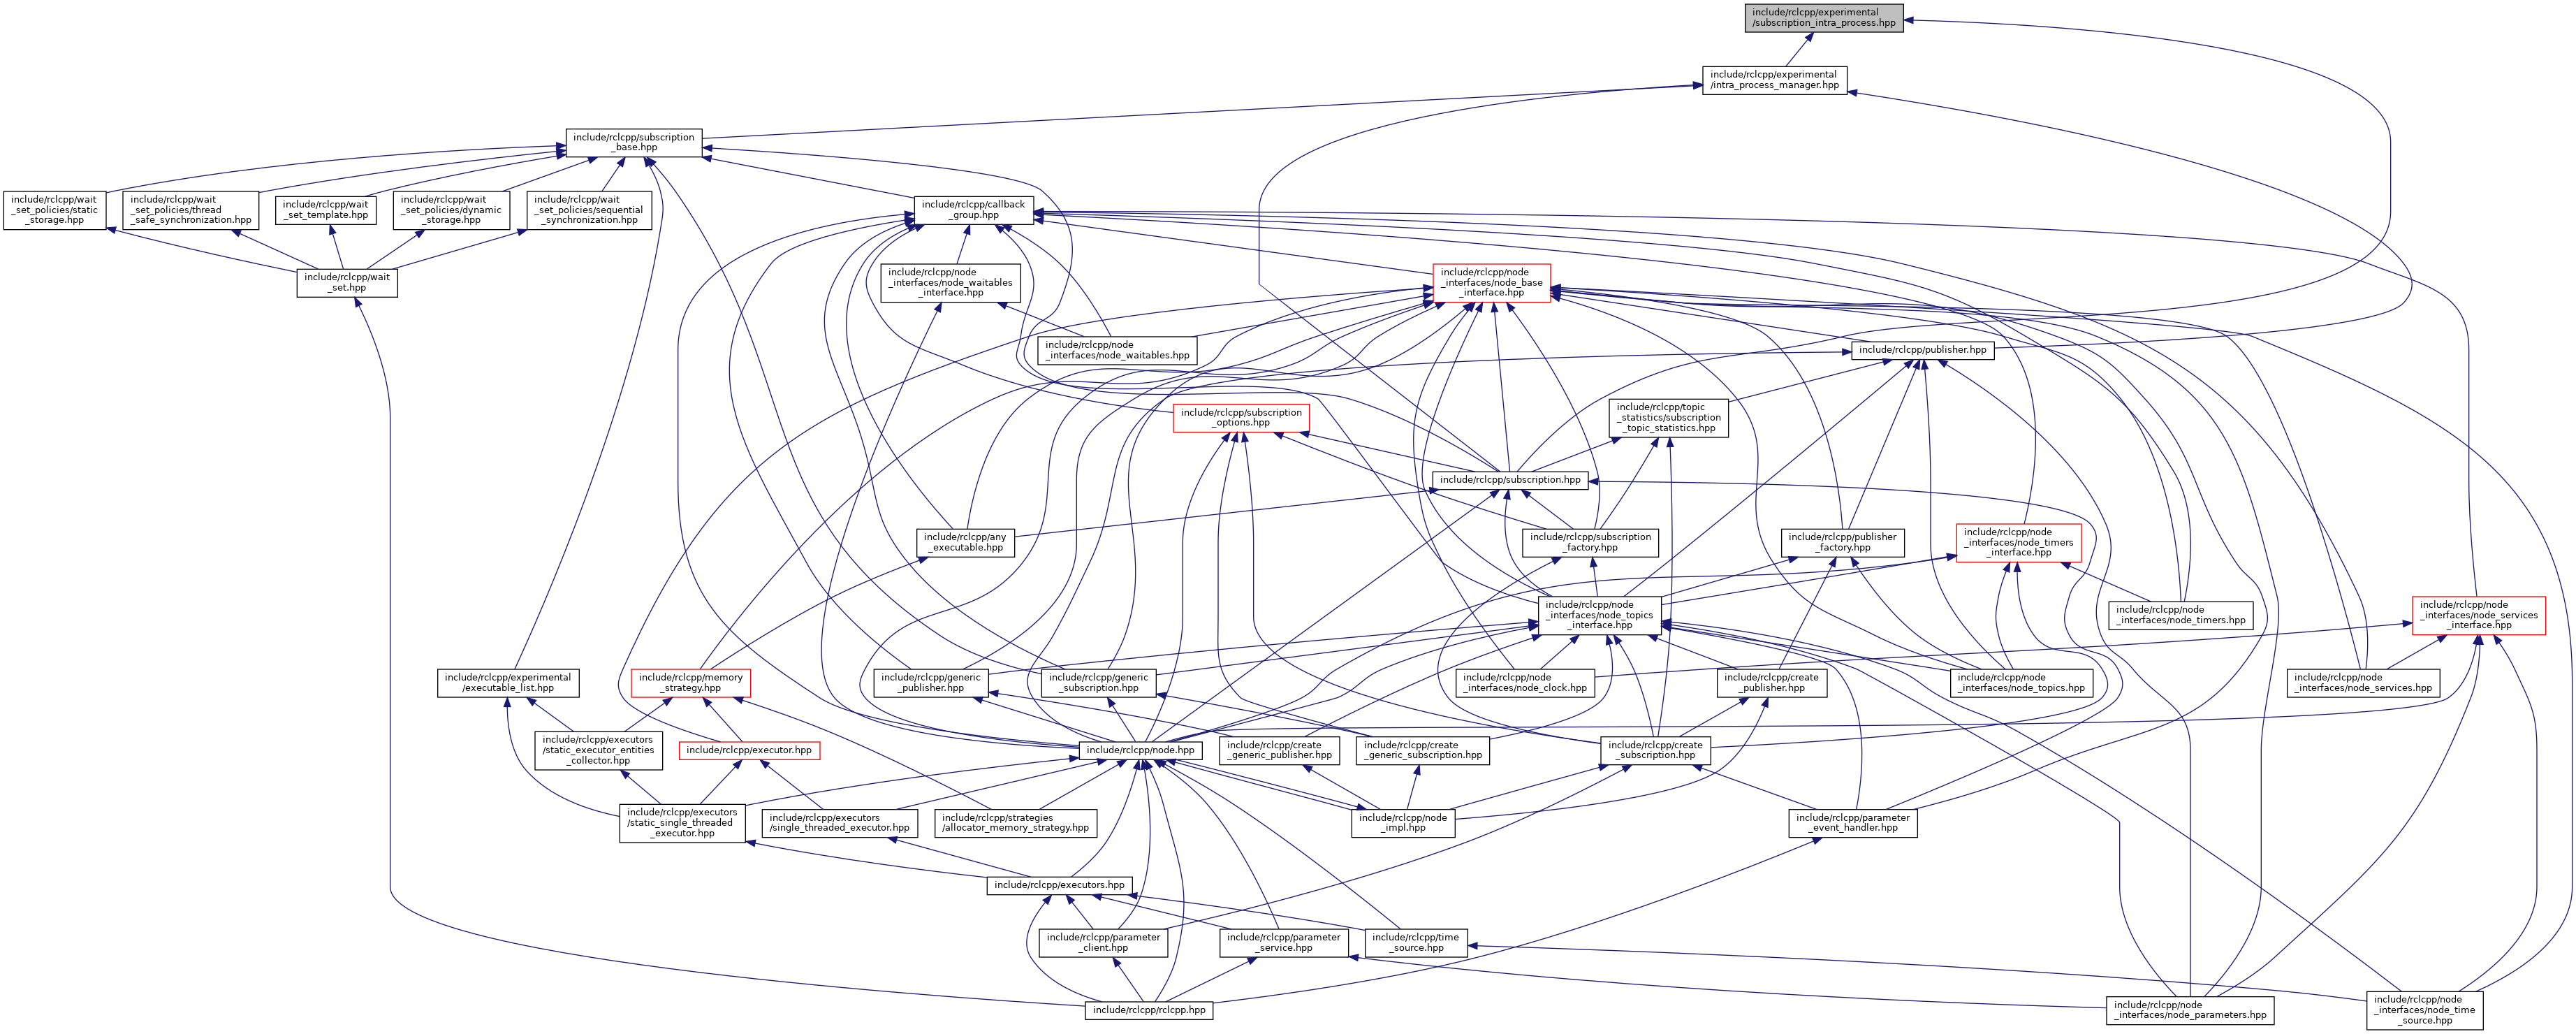 include/rclcpp/experimental
/subscription_intra_process.hpp
include/rclcpp/experimental
/intra_process_manager.hpp
include/rclcpp/subscription
_base.hpp
include/rclcpp/wait
_set_policies/static
_storage.hpp
include/rclcpp/wait
_set_policies/thread
_safe_synchronization.hpp
include/rclcpp/wait
_set_template.hpp
include/rclcpp/wait
_set_policies/dynamic
_storage.hpp
include/rclcpp/wait
_set_policies/sequential
_synchronization.hpp
include/rclcpp/callback
_group.hpp
include/rclcpp/wait
_set.hpp
include/rclcpp/node
_interfaces/node_waitables
_interface.hpp
include/rclcpp/node
_interfaces/node_base
_interface.hpp
include/rclcpp/node
_interfaces/node_waitables.hpp
include/rclcpp/publisher.hpp
include/rclcpp/subscription
_options.hpp
include/rclcpp/topic
_statistics/subscription
_topic_statistics.hpp
include/rclcpp/subscription.hpp
include/rclcpp/any
_executable.hpp
include/rclcpp/subscription
_factory.hpp
include/rclcpp/publisher
_factory.hpp
include/rclcpp/node
_interfaces/node_timers
_interface.hpp
include/rclcpp/node
_interfaces/node_topics
_interface.hpp
include/rclcpp/node
_interfaces/node_timers.hpp
include/rclcpp/node
_interfaces/node_services
_interface.hpp
include/rclcpp/experimental
/executable_list.hpp
include/rclcpp/memory
_strategy.hpp
include/rclcpp/generic
_publisher.hpp
include/rclcpp/generic
_subscription.hpp
include/rclcpp/node
_interfaces/node_clock.hpp
include/rclcpp/create
_publisher.hpp
include/rclcpp/node
_interfaces/node_topics.hpp
include/rclcpp/node
_interfaces/node_services.hpp
include/rclcpp/executors
/static_executor_entities
_collector.hpp
include/rclcpp/executor.hpp
include/rclcpp/node.hpp
include/rclcpp/create
_generic_publisher.hpp
include/rclcpp/create
_generic_subscription.hpp
include/rclcpp/create
_subscription.hpp
include/rclcpp/executors
/static_single_threaded
_executor.hpp
include/rclcpp/executors
/single_threaded_executor.hpp
include/rclcpp/strategies
/allocator_memory_strategy.hpp
include/rclcpp/node
_impl.hpp
include/rclcpp/parameter
_event_handler.hpp
include/rclcpp/executors.hpp
include/rclcpp/parameter
_client.hpp
include/rclcpp/parameter
_service.hpp
include/rclcpp/time
_source.hpp
include/rclcpp/rclcpp.hpp
include/rclcpp/node
_interfaces/node_parameters.hpp
include/rclcpp/node
_interfaces/node_time
_source.hpp